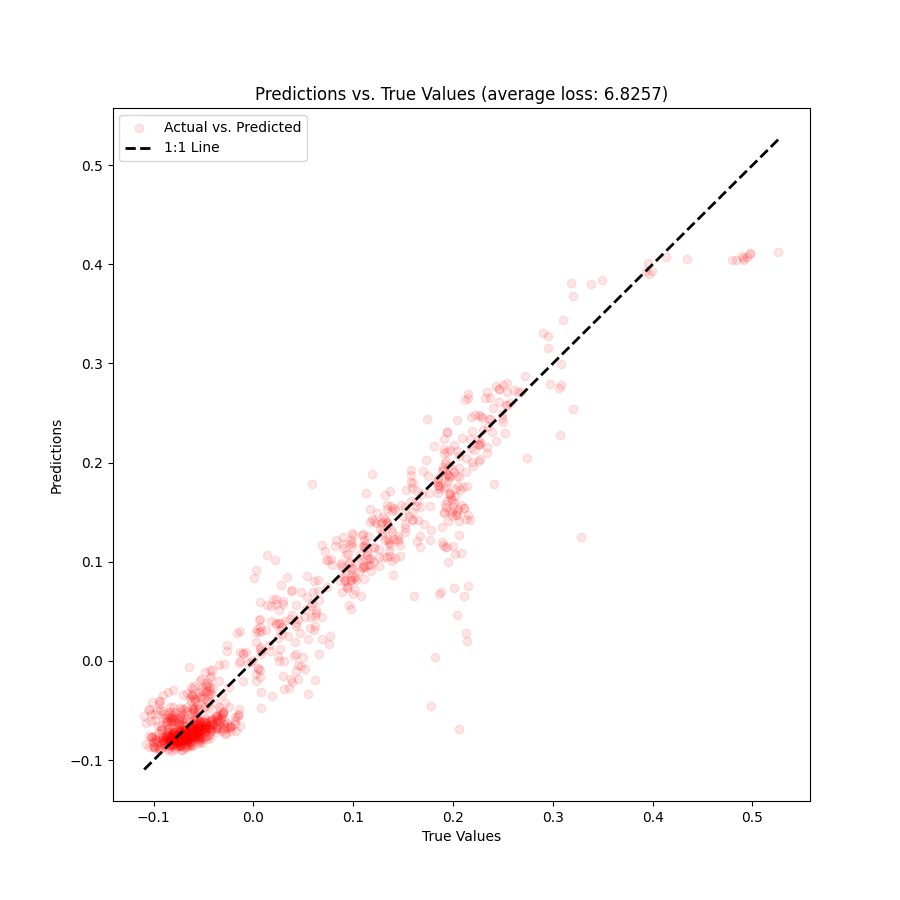 Predictions vs. True Values (average loss: 6.8257)
Actual vs. Predicted
1:1 Line
0.5
0.4
0.3
0.2
0.1
0.0
−0.1
Predictions
−0.1 0.0 0.1 0.2 0.3 0.4 0.5
True Values